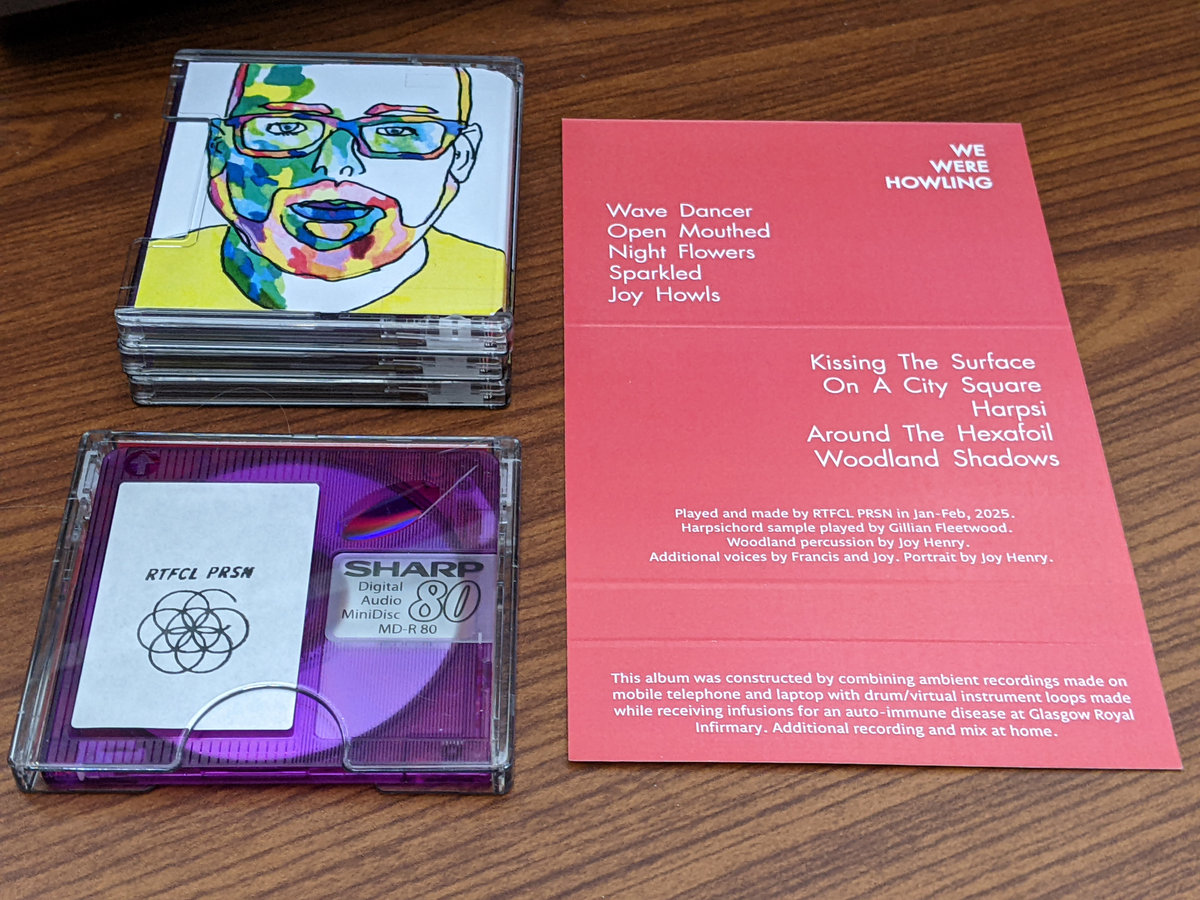 RTFCL PRSN
SHARP
Digital
Audio
MiniDisc
80
MD-R 80
WE
WERE
HOWLING
Wave Dancer
Open Mouthed
Night Flowers
Sparkled
Joy Howls
Kissing The Surface
On A City Square
Harpsi
Around The Hexafoil
Woodland Shadows
Played and made by RTFCL PRSN in Jan-Feb, 2025.
Harpsichord sample played by Gillian Fleetwood.
Woodland percussion by Joy Henry.
Additional voices by Francis and Joy. Portrait by Joy Henry.
This album was constructed by combining ambient recordings made on
mobile telephone and laptop with drum/virtual instrument loops made
while receiving infusions for an auto-immune disease at Glasgow Royal
Infirmary. Additional recording and mix at home.